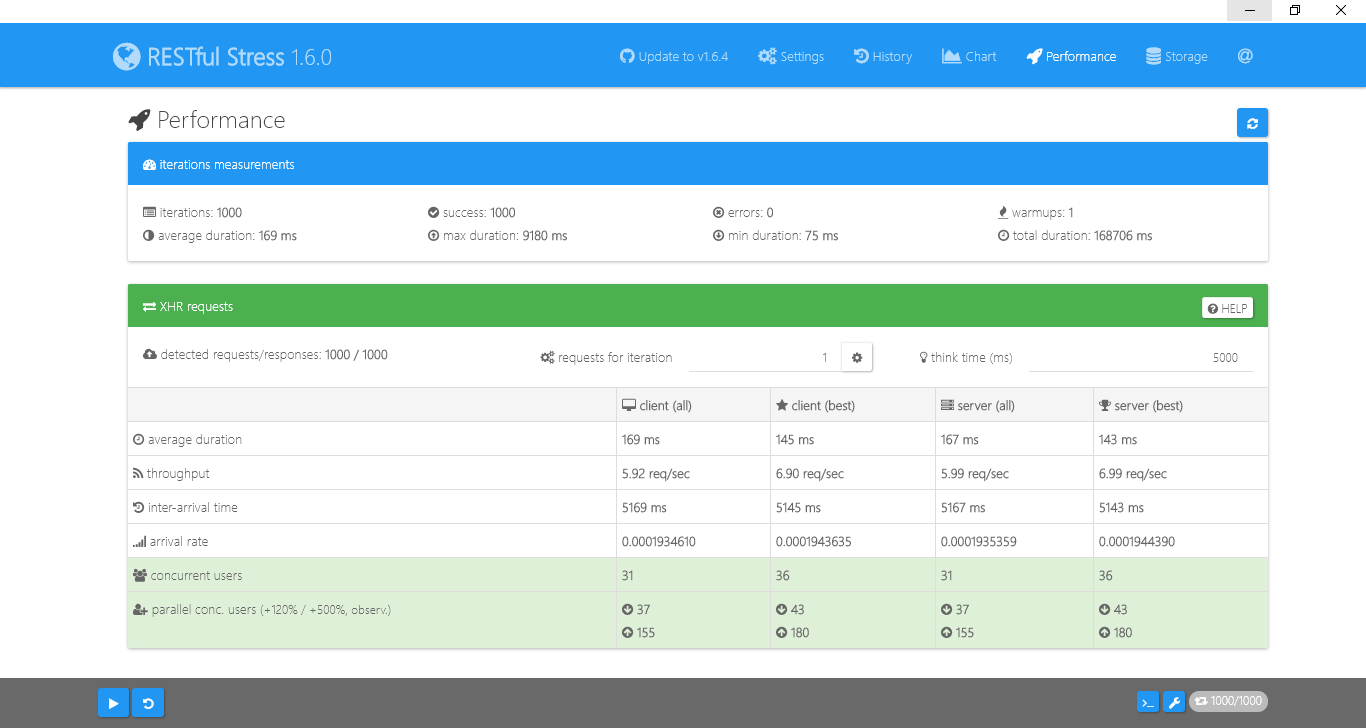 RESTful Stress 1.6.0
Update to v1.6.4 Settings History Chart Performance Storage @
Performance
iterations measurements
iterations: 1000 success: 1000 errors: 0 warmups: 1
average duration: 169 ms max duration: 9180 ms min duration: 75 ms total duration: 168706 ms
XHR requests HELP
detected requests/responses: 1000 / 1000 requests for iteration 1 think time (ms) 5000
client (all) client (best) server (all) server (best)
average duration 169 ms 145 ms 167 ms 143 ms
throughput 5.92 req/sec 6.90 req/sec 5.99 req/sec 6.99 req/sec
inter-arrival time 5169 ms 5145 ms 5167 ms 5143 ms
arrival rate 0.0001934610 0.0001943635 0.0001935359 0.0001944390
concurrent users 31 36 31 36
parallel conc. users (+120% / +500%, observ.) 37 43 37 43
155 180 155 180
1000/1000